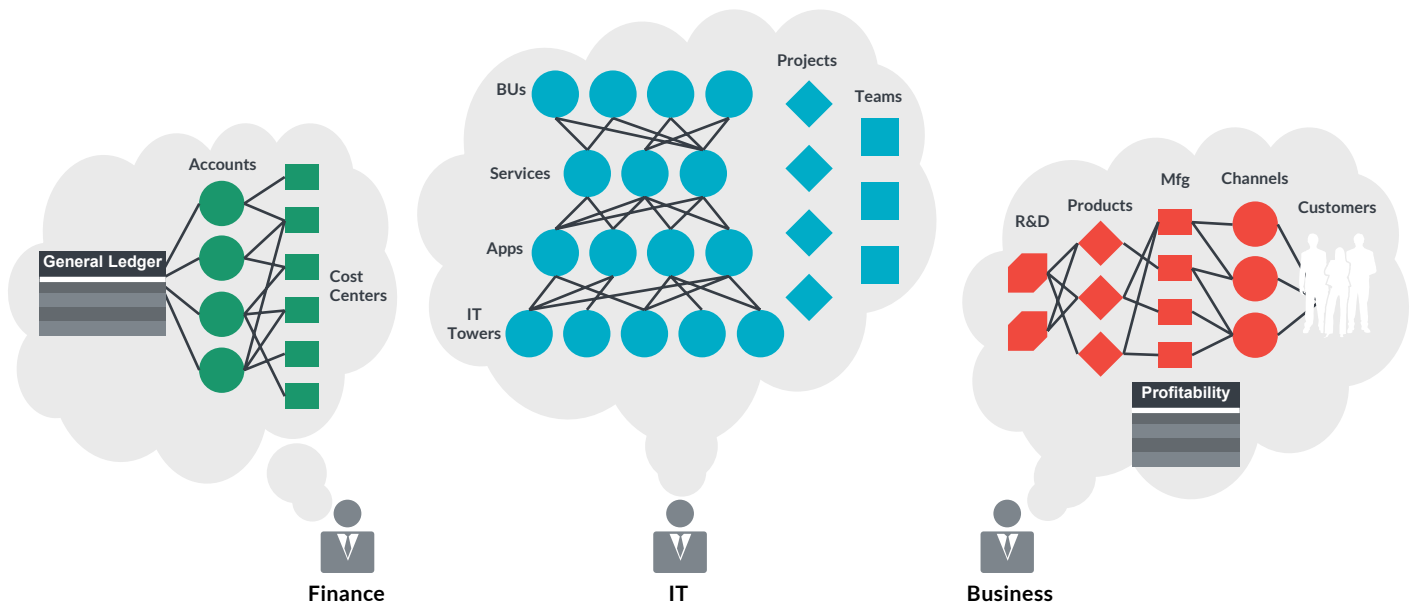 Accounts
General Ledger
Cost
Centers
Finance
BUs
Services
Apps
IT
Towers
Projects
Teams
IT
R&D
Products
Mfg
Channels
Customers
Profitability
Business